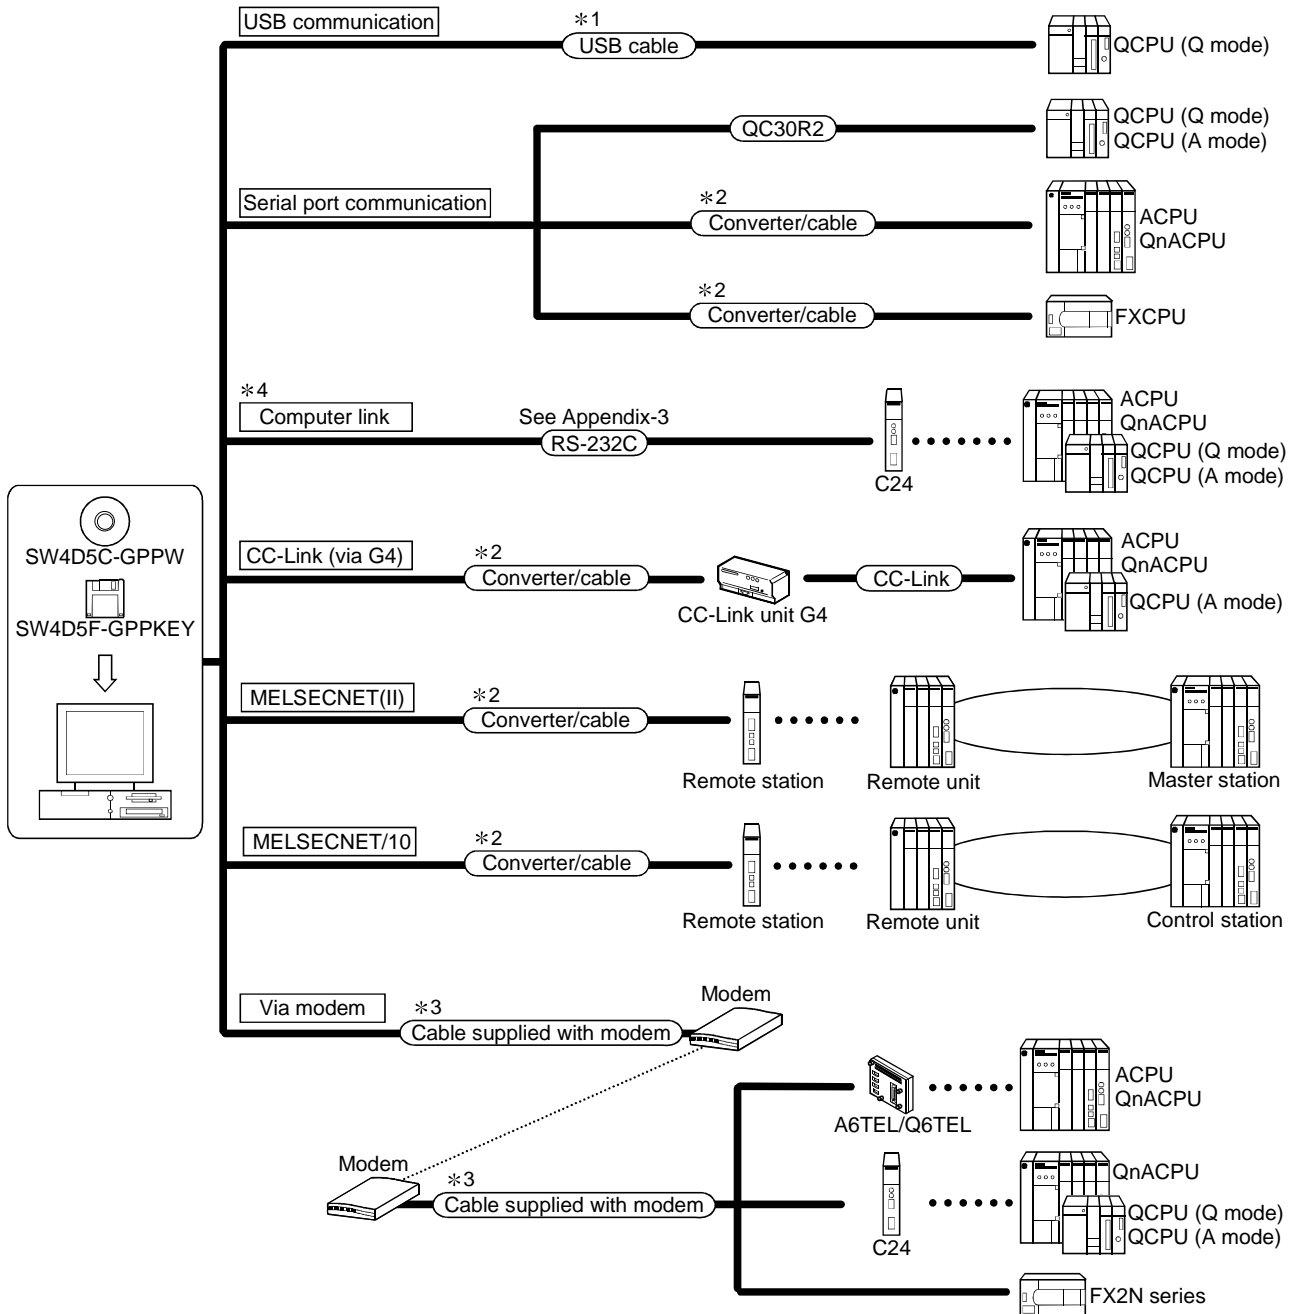 USB communication
*1
USB cable
QCPU (Q mode)
QC30R2
QCPU (Q mode)
QCPU (A mode)
Serial port communication
*2
Converter/cable
ACPU
QnACPU
*2
Converter/cable
FXCPU
*4
Computer link
See Appendix-3
RS-232C
C24
ACPU
QnACPU
QCPU (Q mode)
QCPU (A mode)
SW4D5C-GPPW
SW4D5F-GPPKEY
CC-Link (via G4)
*2
Converter/cable
CC-Link unit G4
CC-Link
ACPU
QnACPU
QCPU (A mode)
MELSECNET(II)
*2
Converter/cable
Remote station
Remote unit
Master station
MELSECNET/10
*2
Converter/cable
Remote station
Remote unit
Control station
Via modem
*3
Cable supplied with modem
Modem
Modem
*3
Cable supplied with modem
A6TEL/Q6TEL
ACPU
QnACPU
C24
QnACPU
QCPU (Q mode)
QCPU (A mode)
FX2N series